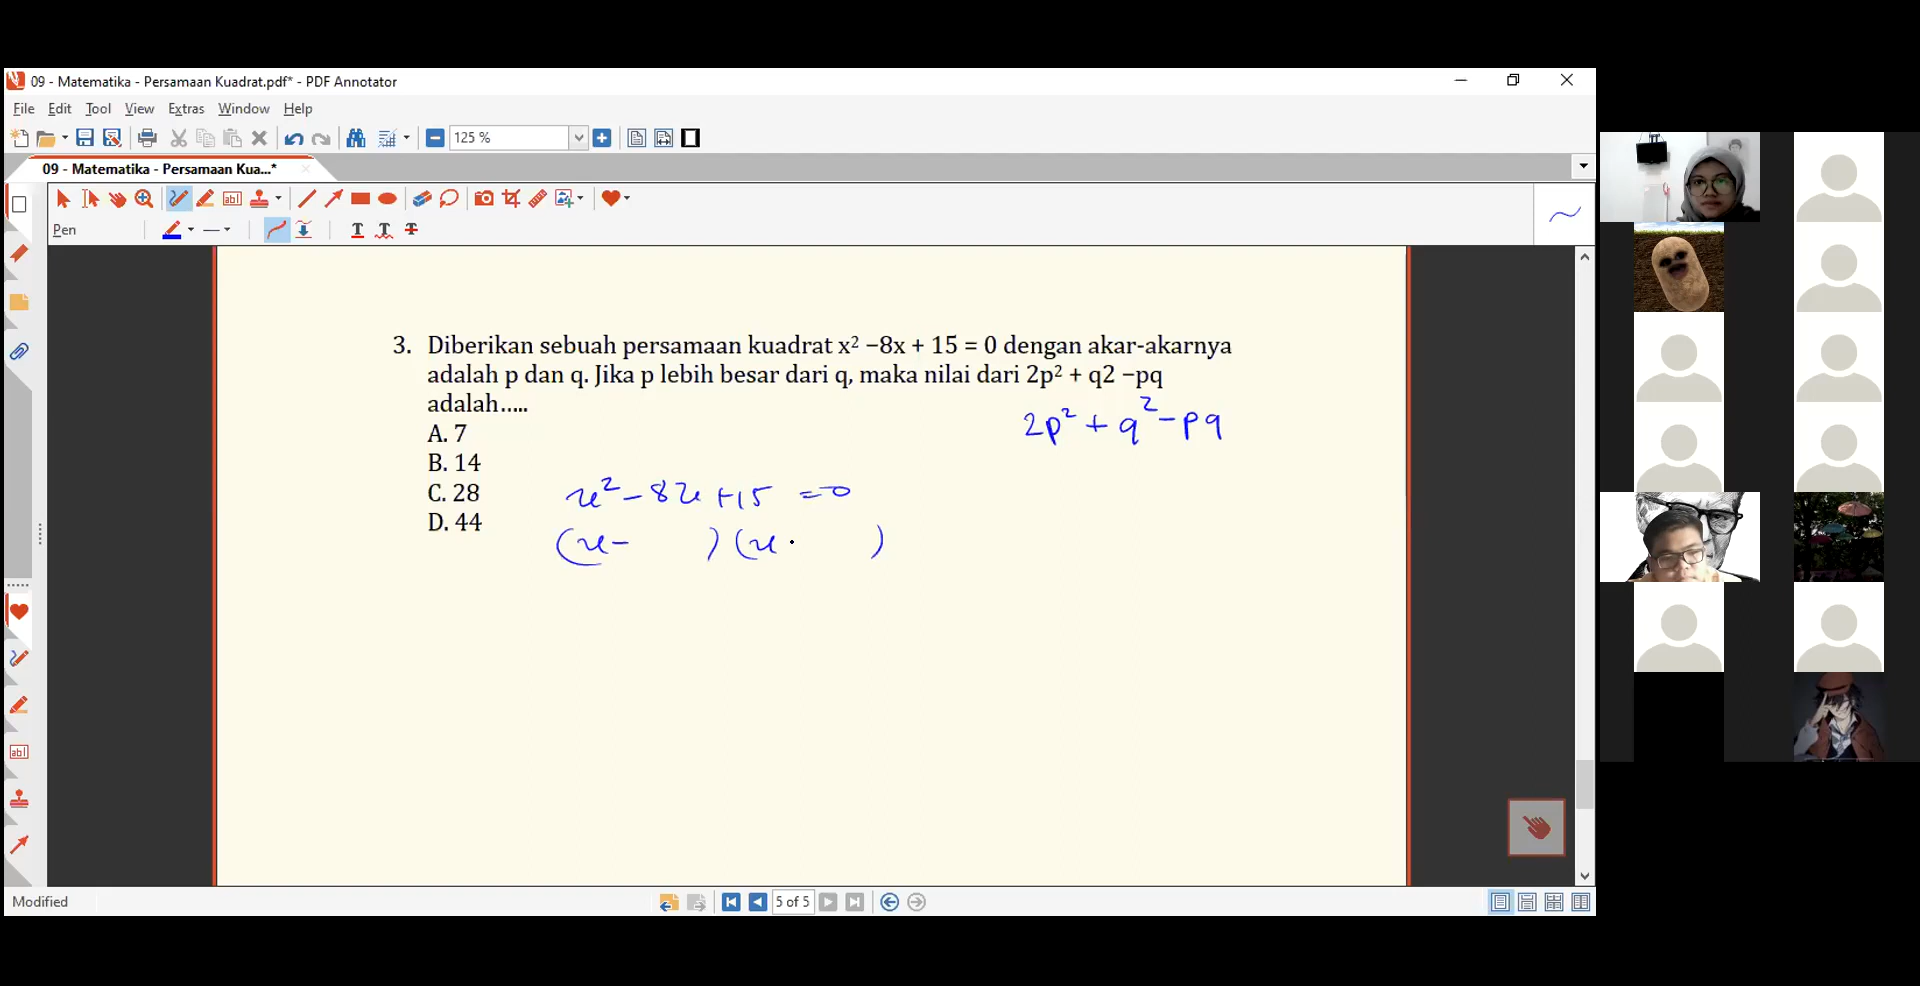 09 - Matematika - Persamaan Kuadrat.pdf* - PDF Annotator
File Edit Tool View Extras Window Help
125 %
09 - Matematika - Persamaan Kua...*
Pen
3. Diberikan sebuah persamaan kuadrat x² −8x + 15 = 0 dengan akar-akarnya
adalah p dan q. Jika p lebih besar dari q, maka nilai dari 2p² + q2 −pq
adalah.....
2p² + q² - pq
A. 7
B. 14
C. 28
D. 44
x² - 8x + 15 = 0
(x - ) (x )
Modified
5 of 5